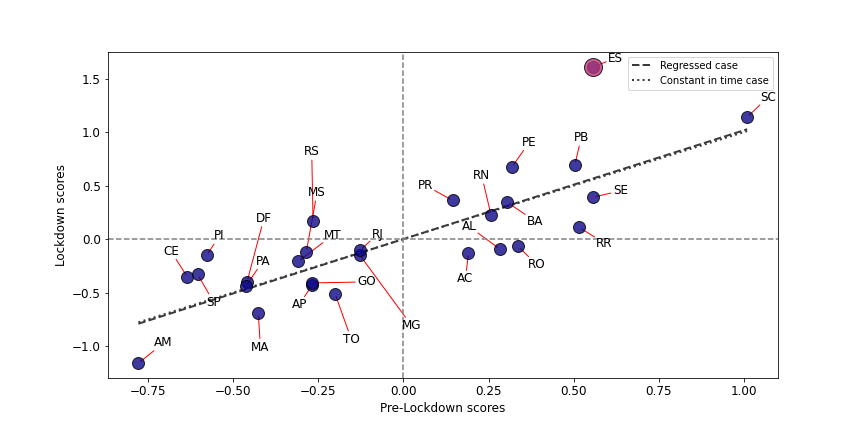 ES
Regressed case
Constant in time case
SC
1.5
1.0
0.5
0.0
−0.5
−1.0
Lockdown scores
RS
PE
PB
MS
PR
RN
SE
DF
AL
BA
CE
PI
MT
RJ
RR
PA
AC
RO
SP
AP
GO
MG
AM
MA
TO
−0.75
−0.50
−0.25
0.00
0.25
0.50
0.75
1.00
Pre-Lockdown scores